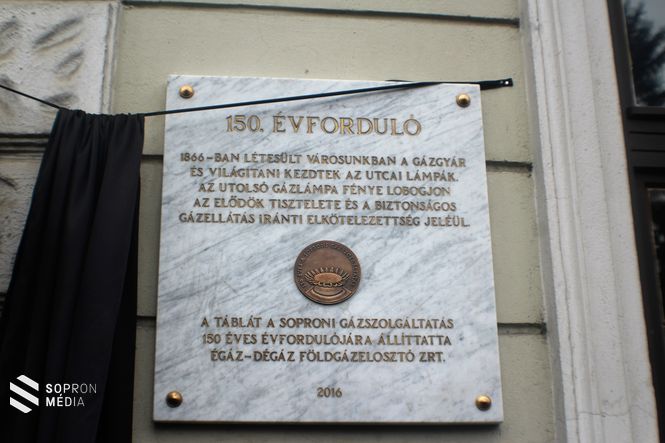 150. ÉVFORDULÓ
1866-BAN LÉTESÜLT VÁROSUNKBAN A GÁZGYÁR
ÉS VILÁGÍTANI KEZDTEK AZ UTCAI LÁMPÁK.
AZ UTOLSÓ GÁZLÁMPA FÉNYE LOBOGJON
AZ ELŐDÖK TISZTELETE ÉS A BIZTONSÁGOS
GÁZELLÁTÁS IRÁNTI ELKÖTELEZETTSÉG JELÉÜL.
A TÁBLÁT A SOPRONI GÁZSZOLGÁLTATÁS
150 ÉVES ÉVFORDULÓJÁRA ÁLLÍTTATTA
ÉGÁZ-DÉGÁZ FÖLDGÁZELOSZTÓ ZRT.
2016
SOPRON
MÉDIA